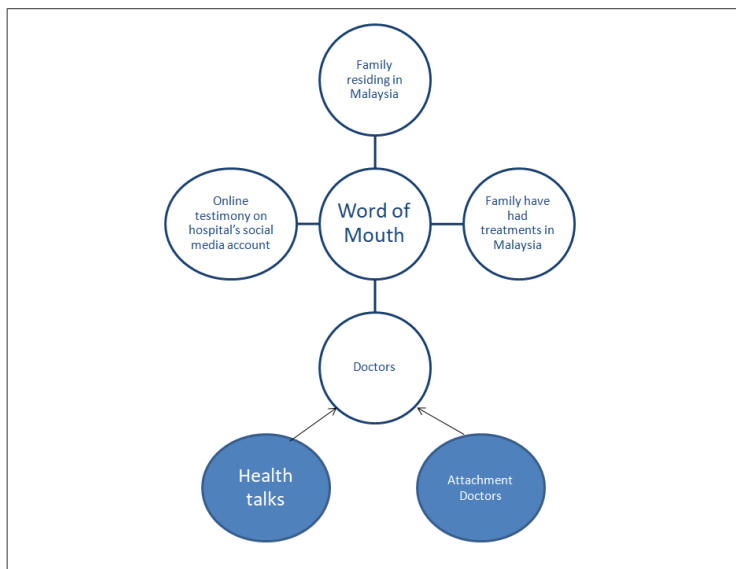 Family
residing in
Malaysia
Online
testimony on
hospital's social
media account
Word of
Mouth
Family have
had
treatments in
Malaysia
Doctors
Health
talks
Attachment
Doctors